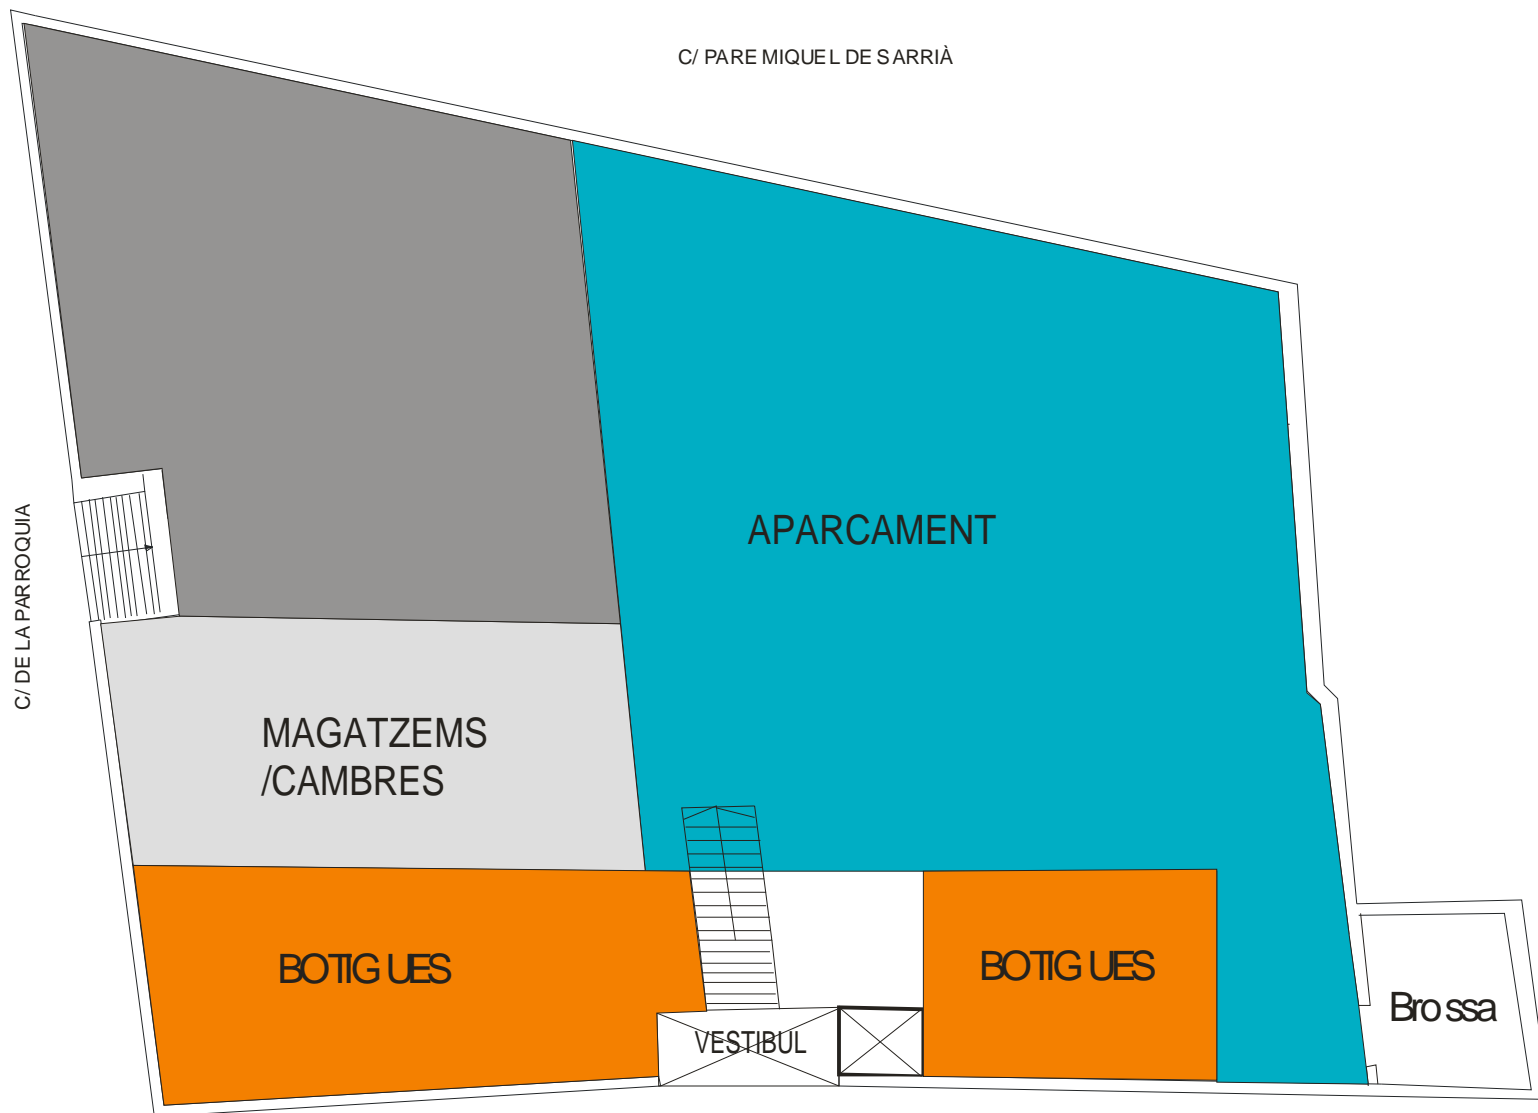 C/ PARE MIQUEL DE SARRIÀ
C/ DE LA PARROQUIA
APARCAMENT
MAGATZEMS
/CAMBRES
BOTIGUES
BOTIGUES
Brossa
VESTIBUL